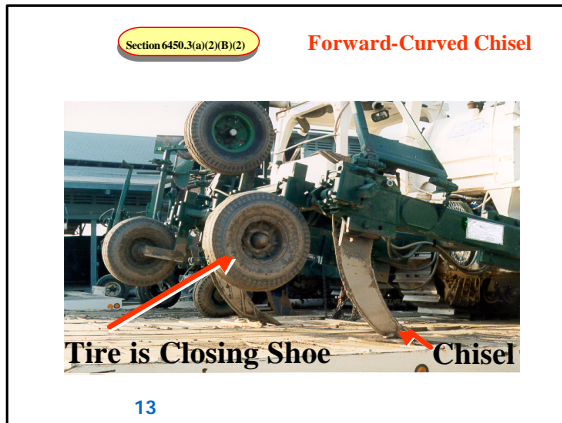 Section 6450.3(a)(2)(B)(2)
Forward-Curved Chisel
Tire is Closing Shoe
Chisel
13